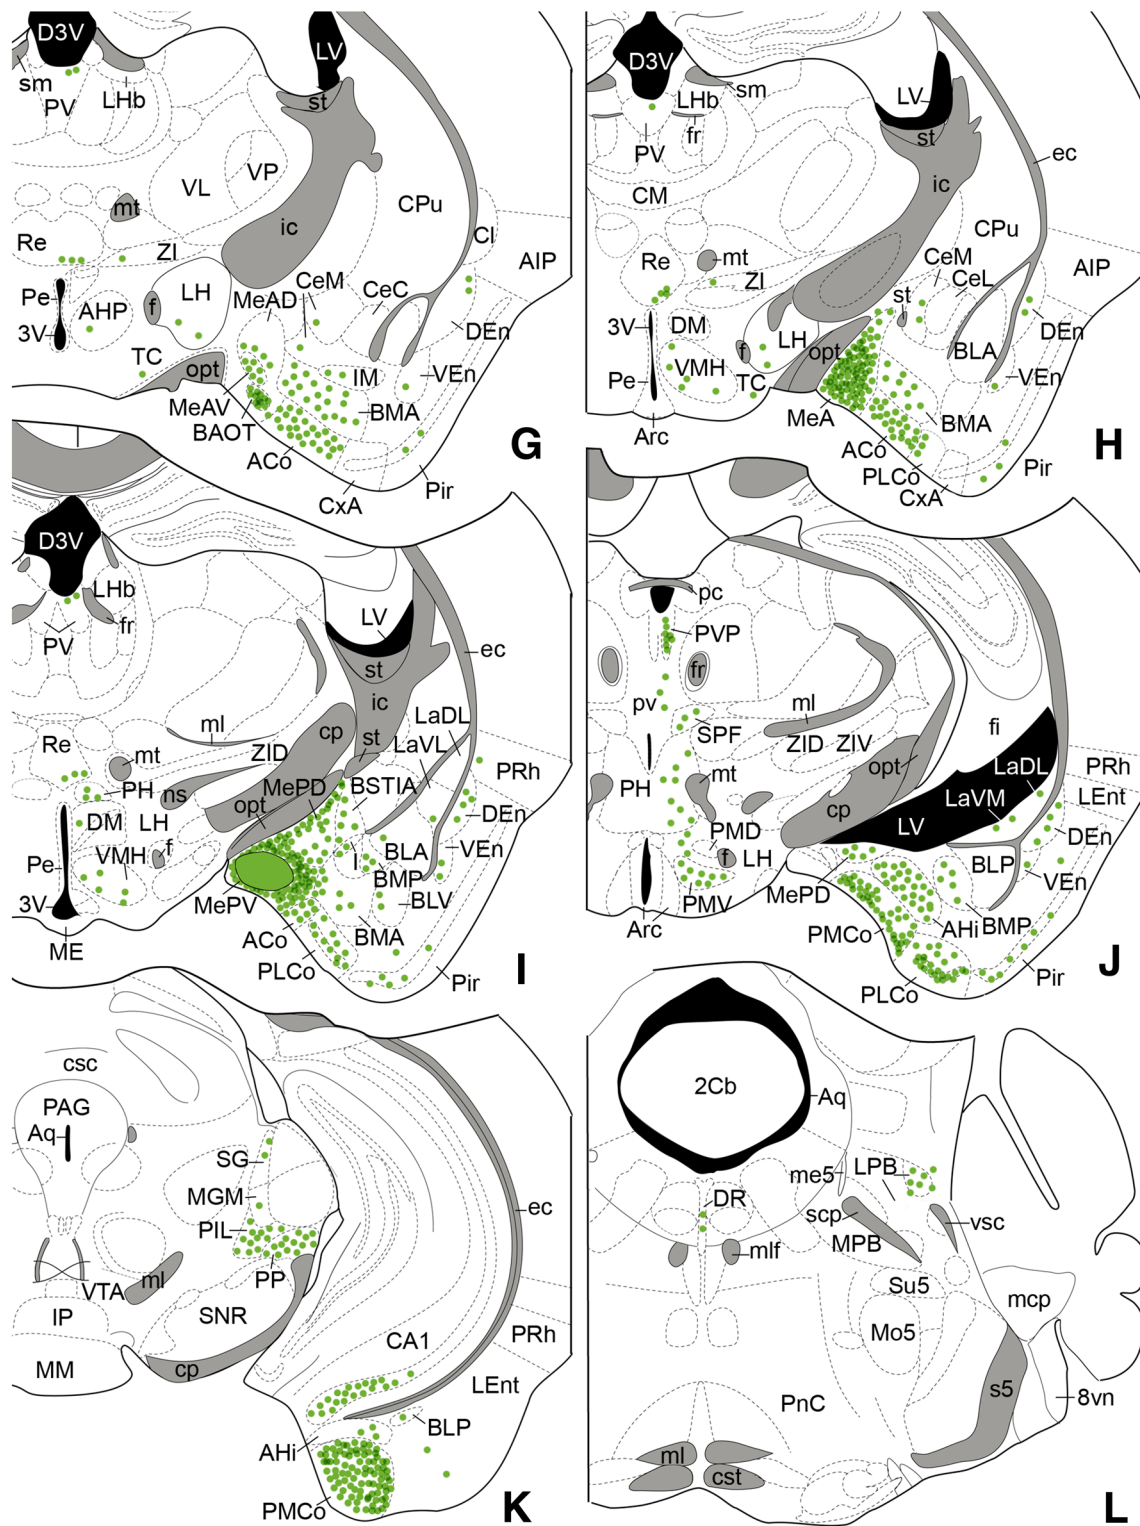 D3V
LV
sm
PV
LHb
st
VP
VL
mt
ic
CPu
Re
ZI
Cl
AIP
Pe
AHP
f
LH
MeAD
CeM
CeC
3V
DEn
TC
opt
IM
VEn
MeAV
BMA
BAOT
ACo
G
CxA
Pir
D3V
LV
LHb
sm
fr
st
PV
ec
ic
CM
CPu
Re
mt
CeM
ZI
CeL
AIP
st
3V
DM
LH
DEn
f
opt
VMH
BLA
Pe
TC
VEn
MeA
BMA
Arc
ACo
PLCo
H
CxA
Pir
D3V
LHb
LV
fr
PV
st
ec
ic
ml
cp
LaDL
Re
ZID
st
LaVL
mt
PRh
PH
ns
MePD
BSTIA
opt
DM
LH
DEn
VMH
f
I
BLA
VEn
Pe
BMP
3V
MePV
BLV
ACo
BMA
ME
PLCo
I
Pir
pc
PVP
fr
pv
ml
fi
SPF
ZID
ZIV
opt
LaDL
PRh
PH
mt
LaVM
LEnt
cp
LV
PMD
DEn
f
LH
BLP
MePD
VEn
PMV
Arc
PMCo
AHi
BMP
J
PLCo
Pir
csc
PAG
Aq
SG
MGM
ec
PIL
PP
ml
VTA
SNR
IP
CA1
PRh
MM
cp
LEnt
BLP
AHi
PMCo
K
2Cb
Aq
me5
LPB
DR
scp
vsc
mlf
MPB
Su5
mcp
Mo5
s5
8vn
PnC
ml
cst
L